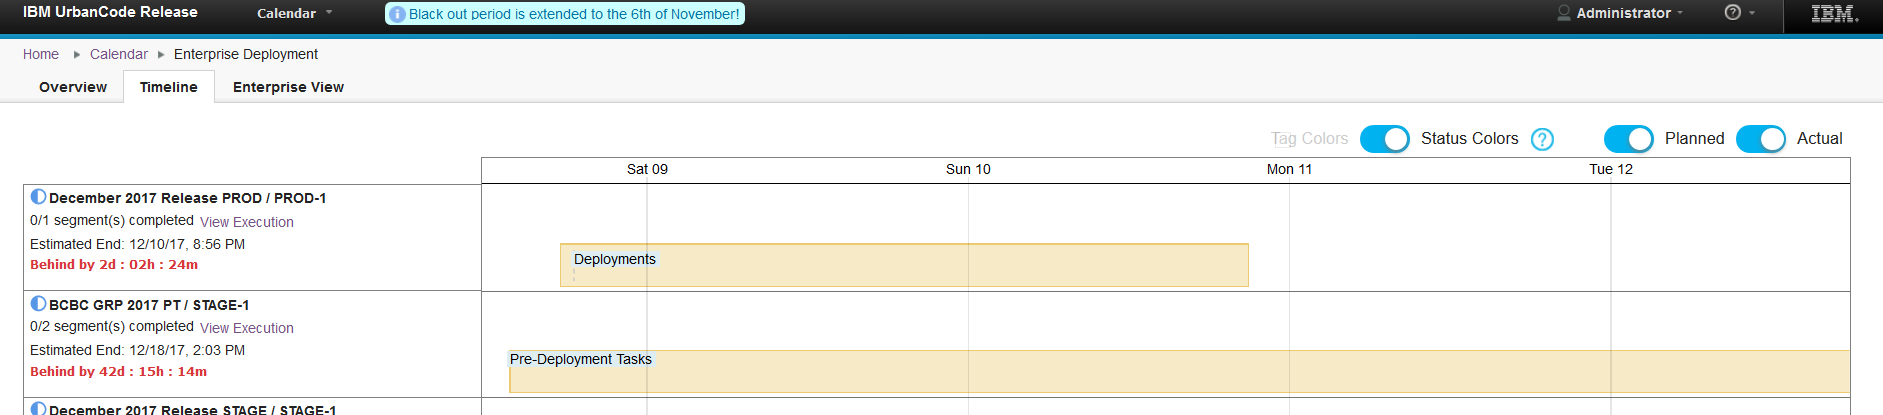 IBM UrbanCode Release
Calendar
Black out period is extended to the 6th of November!
Administrator
?
IBM
Home
Calendar
Enterprise Deployment
Overview
Timeline
Enterprise View
Tag Colors
Status Colors
?
Planned
Actual
Sat 09
Sun 10
Mon 11
Tue 12
December 2017 Release PROD / PROD-1
0/1 segment(s) completed View Execution
Estimated End: 12/10/17, 8:56 PM
Behind by 2d : 02h : 24m
Deployments
BCBC GRP 2017 PT / STAGE-1
0/2 segment(s) completed View Execution
Estimated End: 12/18/17, 2:03 PM
Behind by 42d : 15h : 14m
Pre-Deployment Tasks
December 2017 Release STAGE / STAGE-1